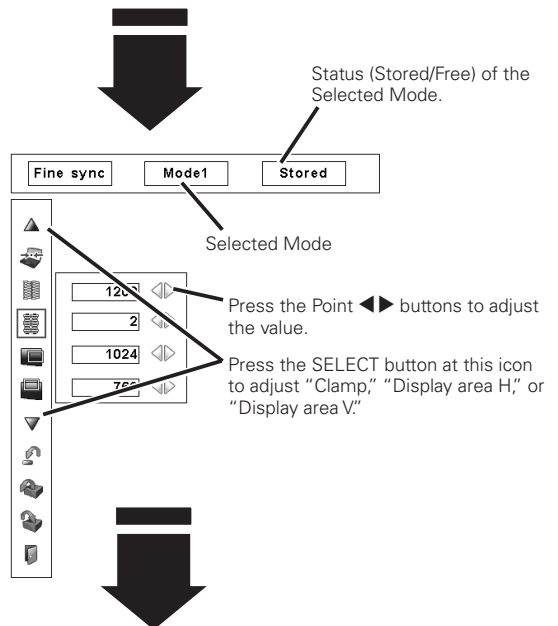 Status (Stored/Free) of the
Selected Mode.
Fine sync
Mode1
Stored
Selected Mode
2
1024
Press the Point ◀▶ buttons to adjust
the value.
Press the SELECT button at this icon
to adjust “Clamp,” “Display area H,” or
“Display area V.”